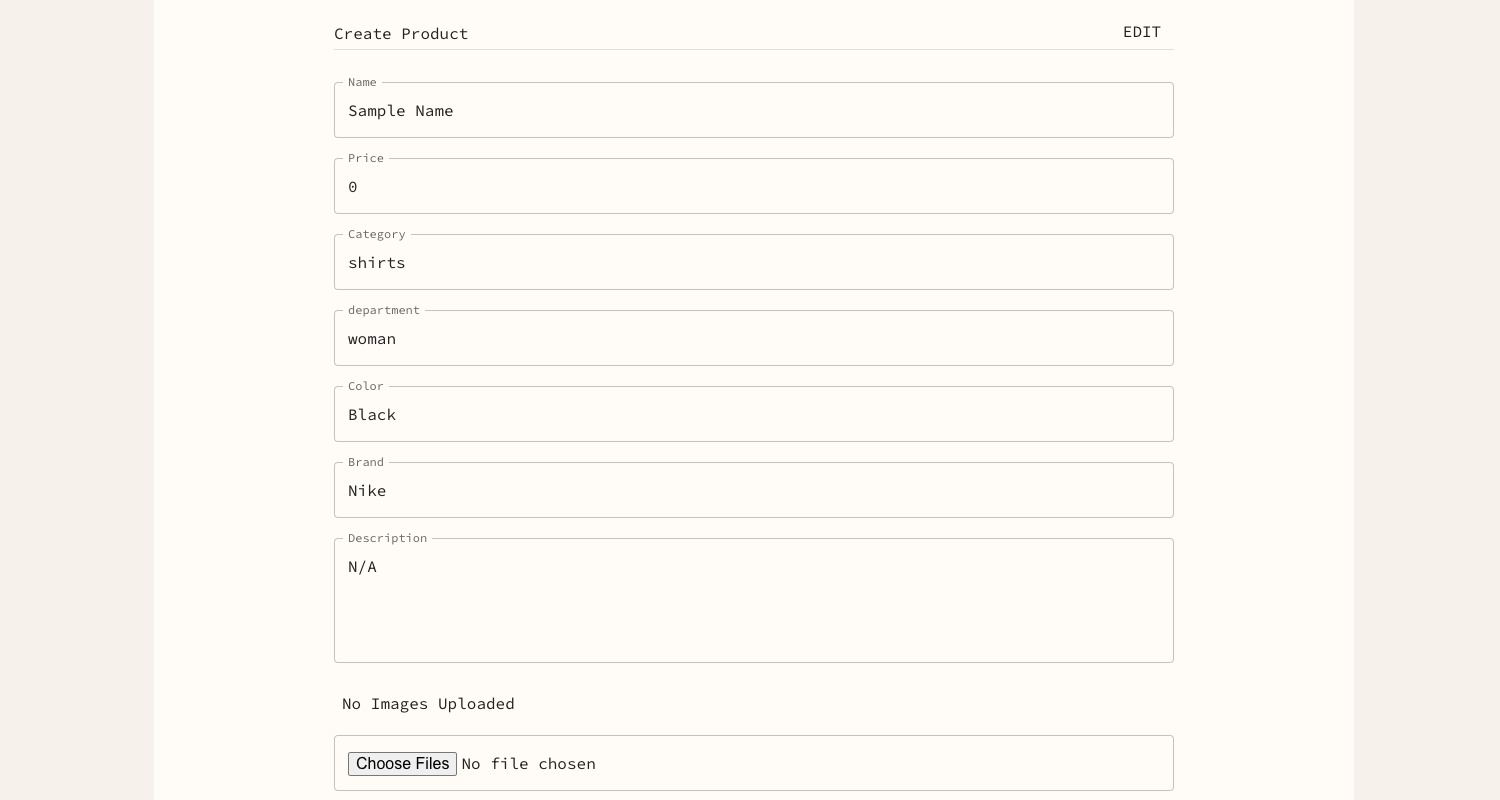 Create Product
EDIT
Name
Sample Name
Price
0
Category
shirts
department
woman
Color
Black
Brand
Nike
Description
N/A
No Images Uploaded
Choose Files No file chosen